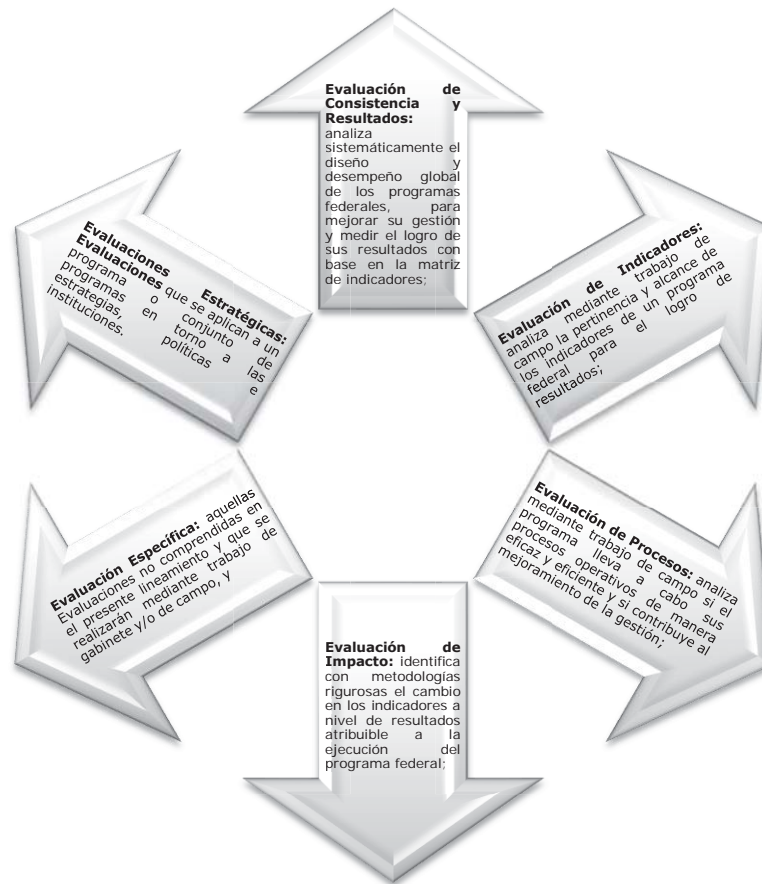 Evaluación de
Consistencia y
Resultados:
analiza
sistemáticamente el
diseño y
desempeño global
de los programas
federales, para
mejorar su gestión
y medir el logro de
sus resultados con
base en la matriz
de indicadores;
Evaluación de Indicadores:
analiza mediante trabajo de
campo la pertinencia y alcance de
los indicadores de un programa
federal para el logro de
resultados;
Evaluación de Procesos: analiza
mediante trabajo de campo si el
programa lleva a cabo sus
procesos operativos de manera
eficaz y eficiente y si contribuye al
mejoramiento de la gestión;
Evaluación de
Impacto: identifica
con metodologías
rigurosas el cambio
en los indicadores a
nivel de resultados
atribuible a la
ejecución del
programa federal;
Evaluación Específica: aquellas
Evaluaciones no comprendidas en
el presente lineamiento y que se
realizarán mediante trabajo de
gabinete y/o de campo, y
Evaluaciones Estratégicas:
Evaluaciones que se aplican a un
programa o conjunto de
programas en torno a las
estrategias, políticas e
instituciones.